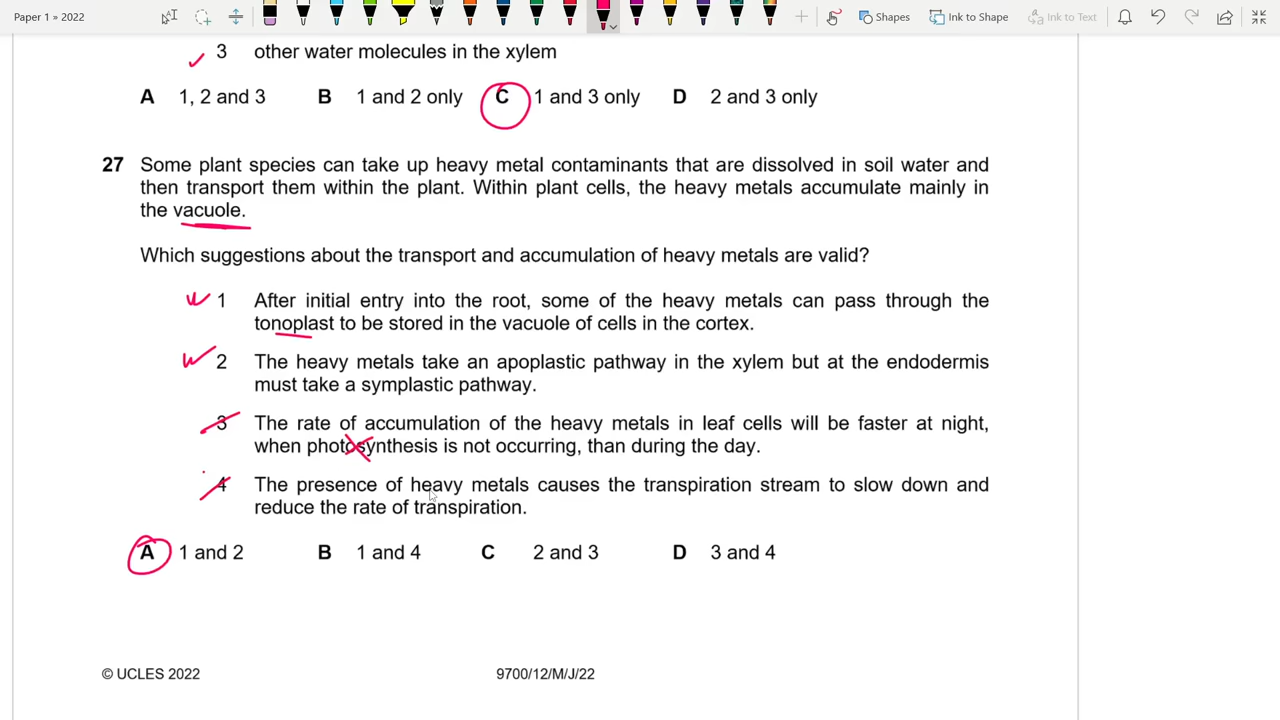 Paper 1 » 2022
Shapes
Ink to Shape
Ink to Text
3 other water molecules in the xylem
A 1, 2 and 3 B 1 and 2 only C 1 and 3 only D 2 and 3 only
27 Some plant species can take up heavy metal contaminants that are dissolved in soil water and
then transport them within the plant. Within plant cells, the heavy metals accumulate mainly in
the vacuole.
Which suggestions about the transport and accumulation of heavy metals are valid?
1 After initial entry into the root, some of the heavy metals can pass through the
tonoplast to be stored in the vacuole of cells in the cortex.
2 The heavy metals take an apoplastic pathway in the xylem but at the endodermis
must take a symplastic pathway.
3 The rate of accumulation of the heavy metals in leaf cells will be faster at night,
when photosynthesis is not occurring, than during the day.
4 The presence of heavy metals causes the transpiration stream to slow down and
reduce the rate of transpiration.
A 1 and 2 B 1 and 4 C 2 and 3 D 3 and 4
© UCLES 2022 9700/12/M/J/22